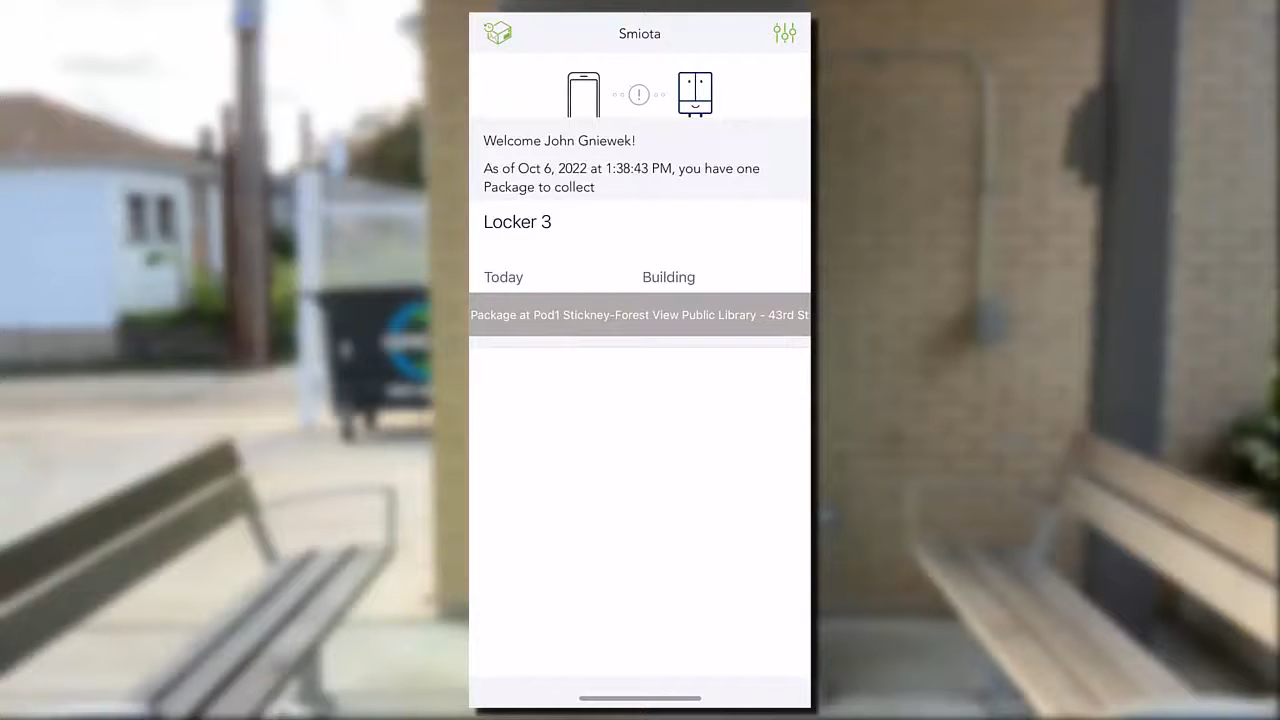 Smiota
Welcome John Gniewek!
As of Oct 6, 2022 at 1:38:43 PM, you have one
Package to collect
Locker 3
Today Building
Package at Pod1 Stickney-Forest View Public Library - 43rd St